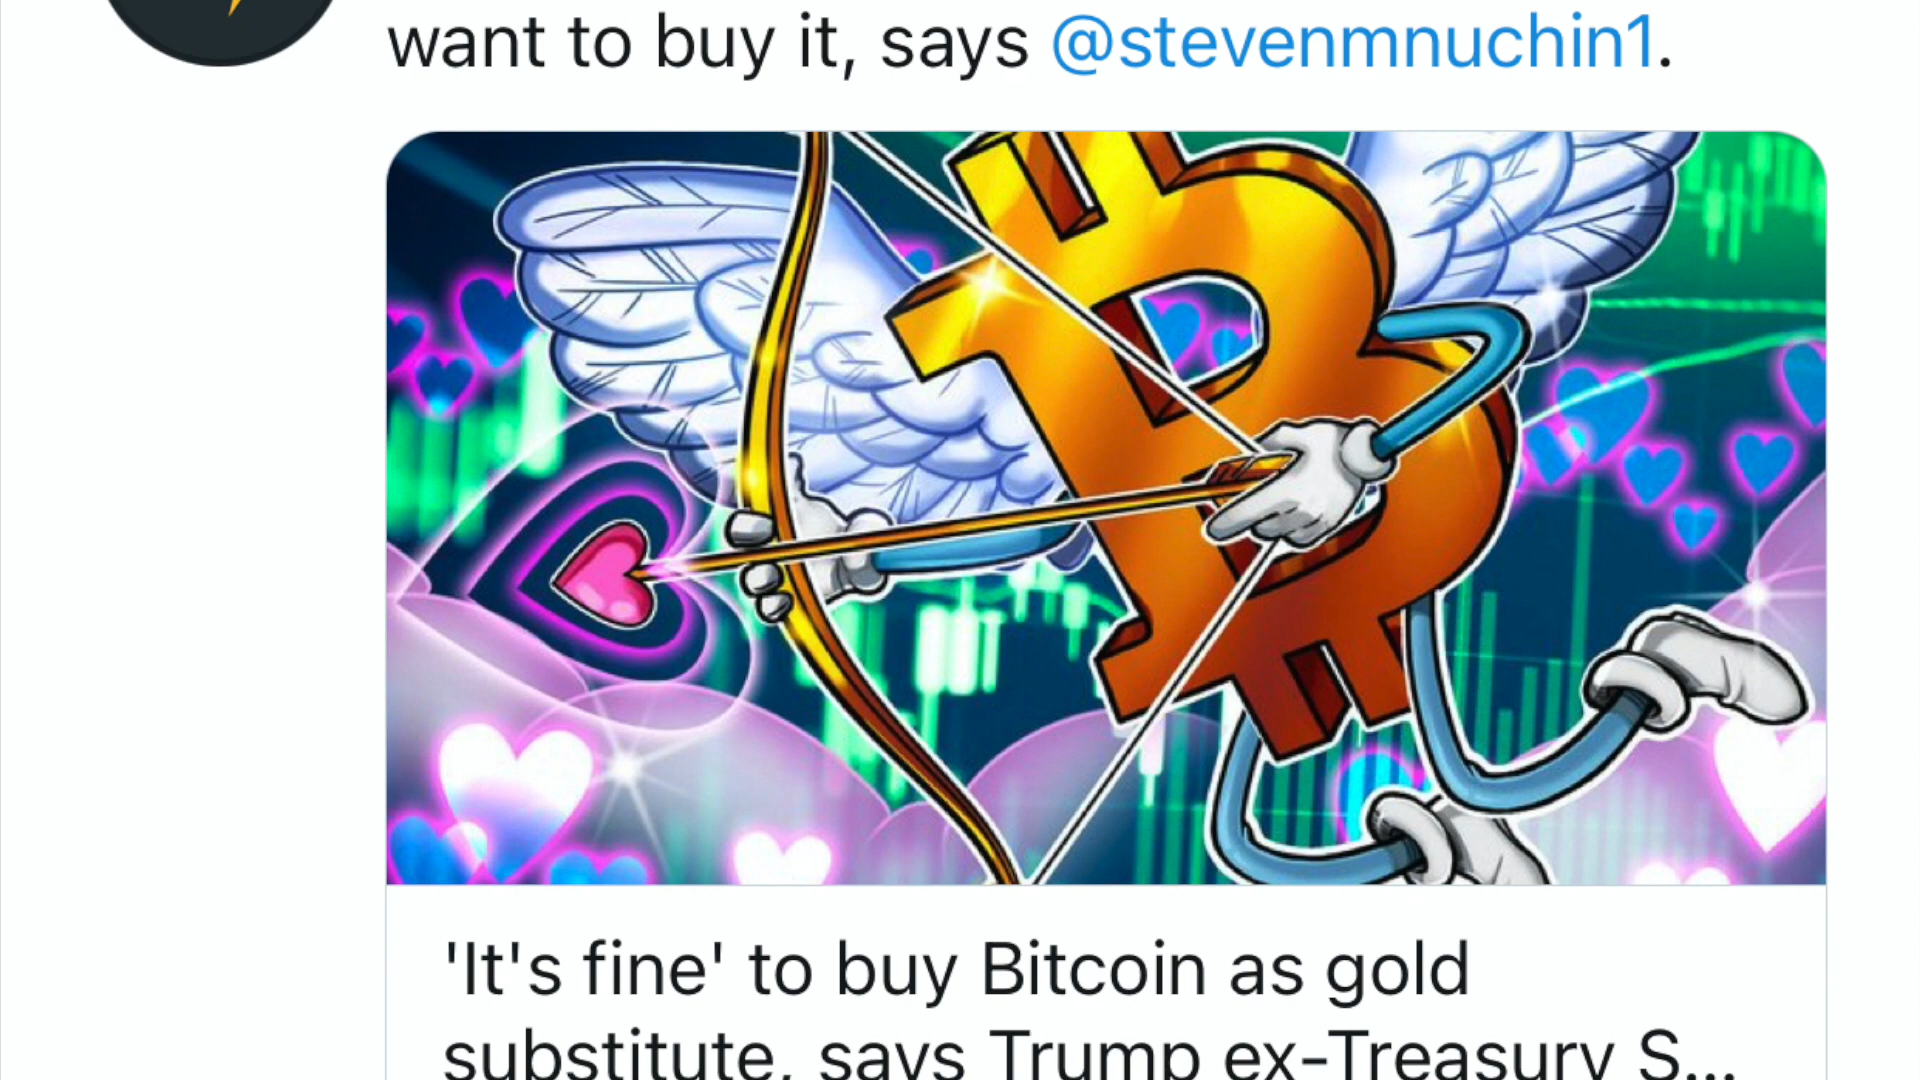 want to buy it, says @stevenmnuchin1.
'It's fine' to buy Bitcoin as gold
substitute, says Trump ex-Treasury S...